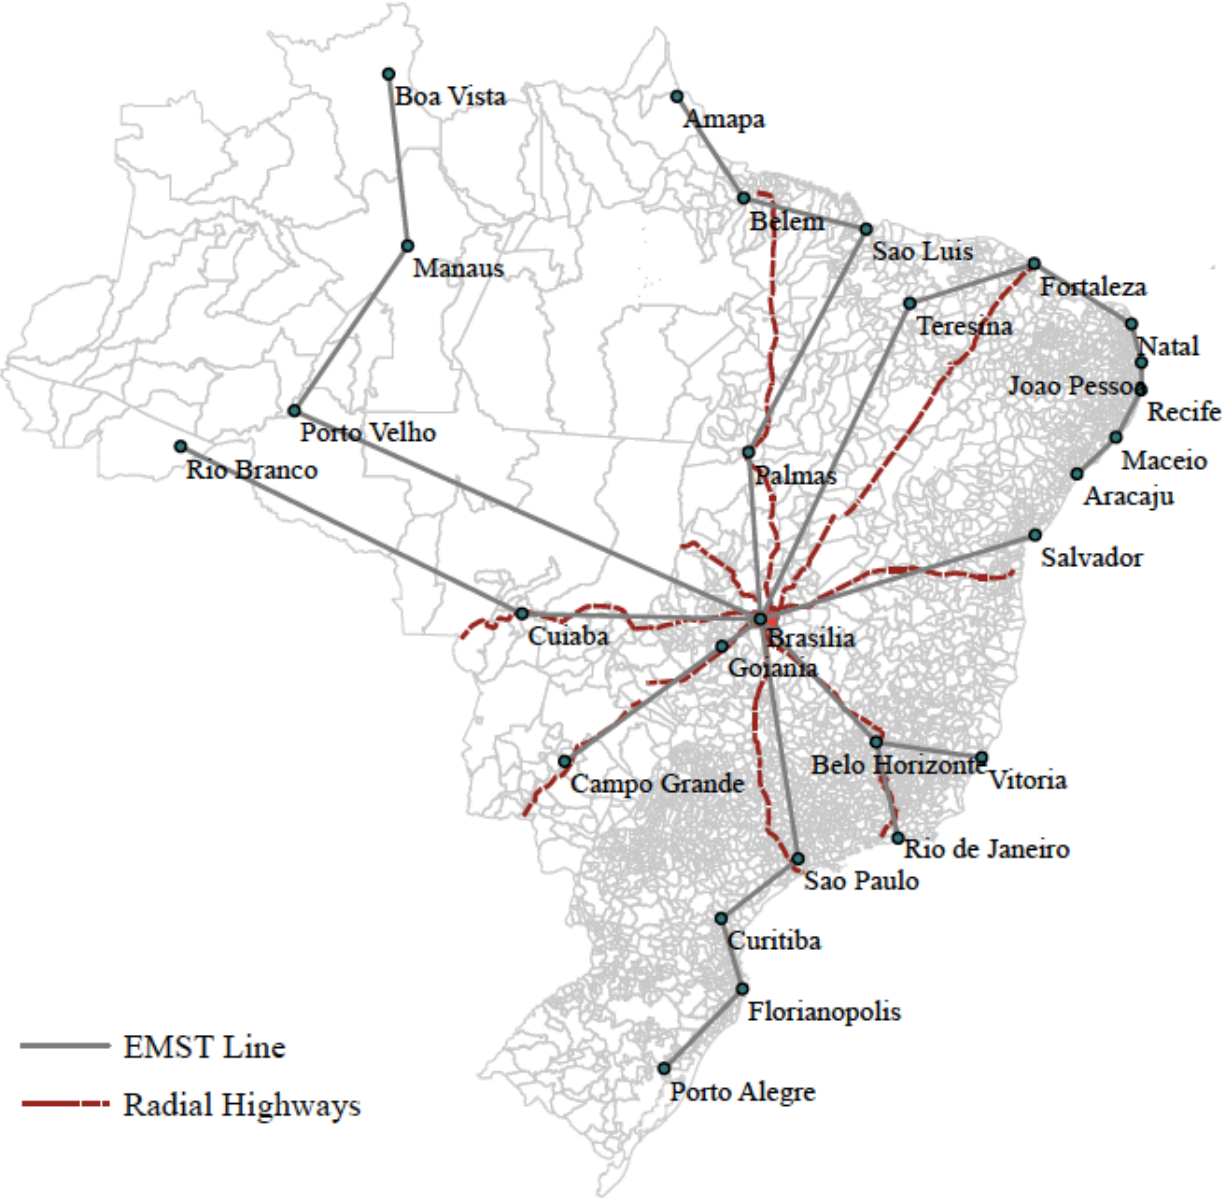 Boa Vista
Amapa
Belem
Sao Luis
Manaus
Fortaleza
Teresina
Natal
Joao Pessoa
Recife
Porto Velho
Maceio
Rio Branco
Palmas
Aracaju
Salvador
Cuiaba
Brasilia
Goiania
Belo Horizonte
Vitoria
Campo Grande
Rio de Janeiro
Sao Paulo
Curitiba
Florianopolis
EMST Line
Porto Alegre
Radial Highways